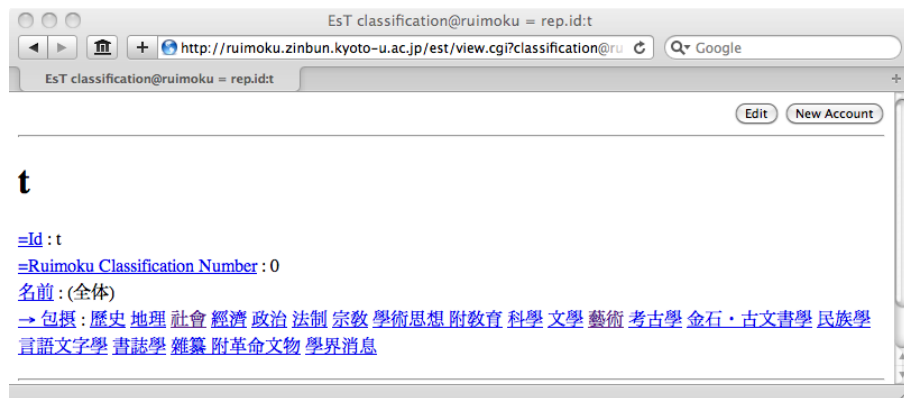 EsT classification@ruimoku = rep.id:t
http://ruimoku.zinbun.kyoto-u.ac.jp/est/view.cgi?classification@ru
Google
EsT classification@ruimoku = rep.id:t
Edit New Account
t
=Id : t
=Ruimoku Classification Number : 0
名前 : (全体)
→ 包摂 : 歷史 地理 社會 經濟 政治 法制 宗教 學術思想 附教育 科學 文學 藝術 考古學 金石・古文書學 民族學
言語文字學 書誌學 雜纂 附革命文物 學界消息